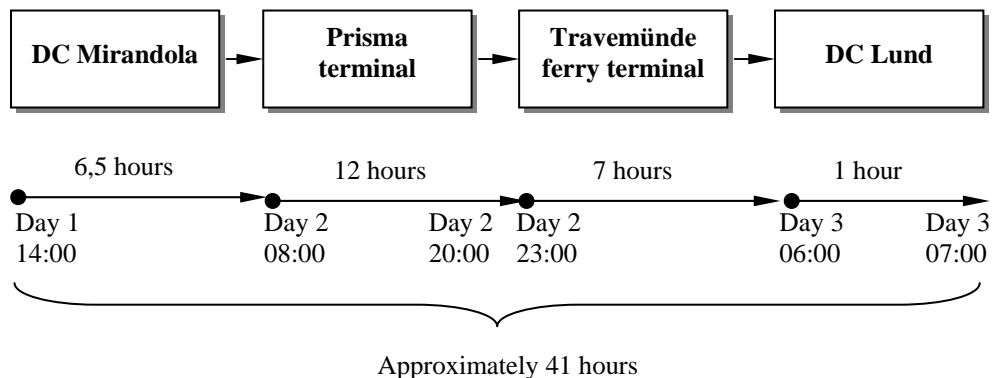 DC Mirandola
Prisma
terminal
Travemünde
ferry terminal
DC Lund
6,5 hours
12 hours
7 hours
1 hour
Day 1
14:00
Day 2
08:00
Day 2
20:00
Day 2
23:00
Day 3
06:00
Day 3
07:00
Approximately 41 hours